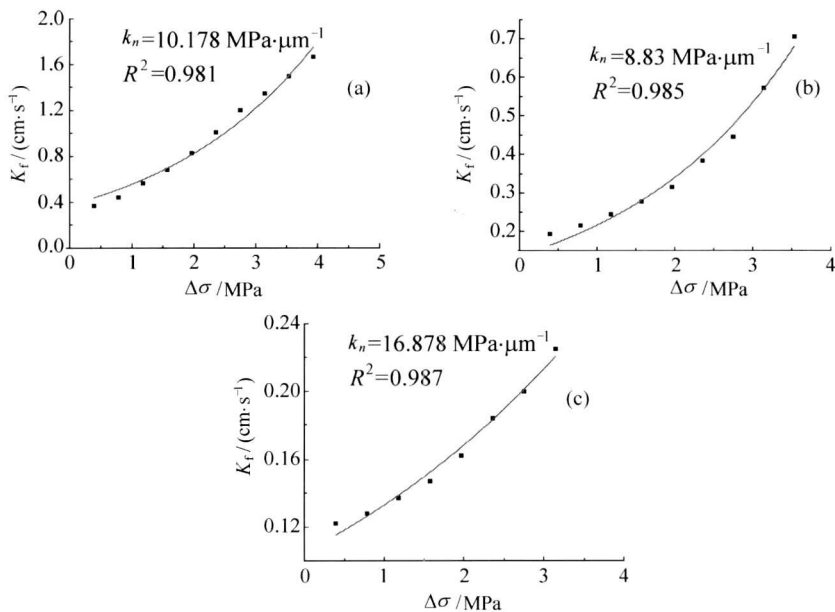 2.0
1.6
1.2
0.8
0.4
0.0
K_f / (cm·s⁻¹)
k_n=10.178 MPa·μm⁻¹
R²=0.981
(a)
0 1 2 3 4 5
Δσ /MPa
0.7
0.6
0.5
0.4
0.3
0.2
K_f / (cm·s⁻¹)
k_n=8.83 MPa·μm⁻¹
R²=0.985
(b)
0 1 2 3 4
Δσ /MPa
0.24
0.20
0.16
0.12
K_f / (cm·s⁻¹)
k_n=16.878 MPa·μm⁻¹
R²=0.987
(c)
0 1 2 3 4
Δσ /MPa